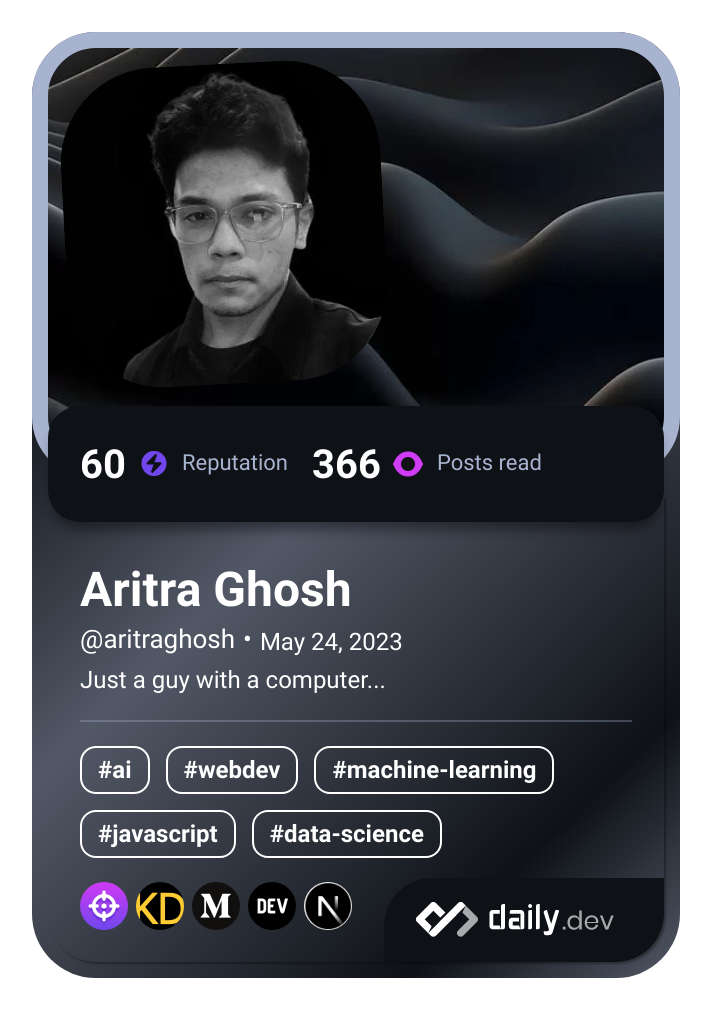 60 Reputation 366 Posts read
Aritra Ghosh
@aritraghosh • May 24, 2023
Just a guy with a computer...
#ai #webdev #machine-learning
#javascript #data-science
KD M DEV N daily.dev